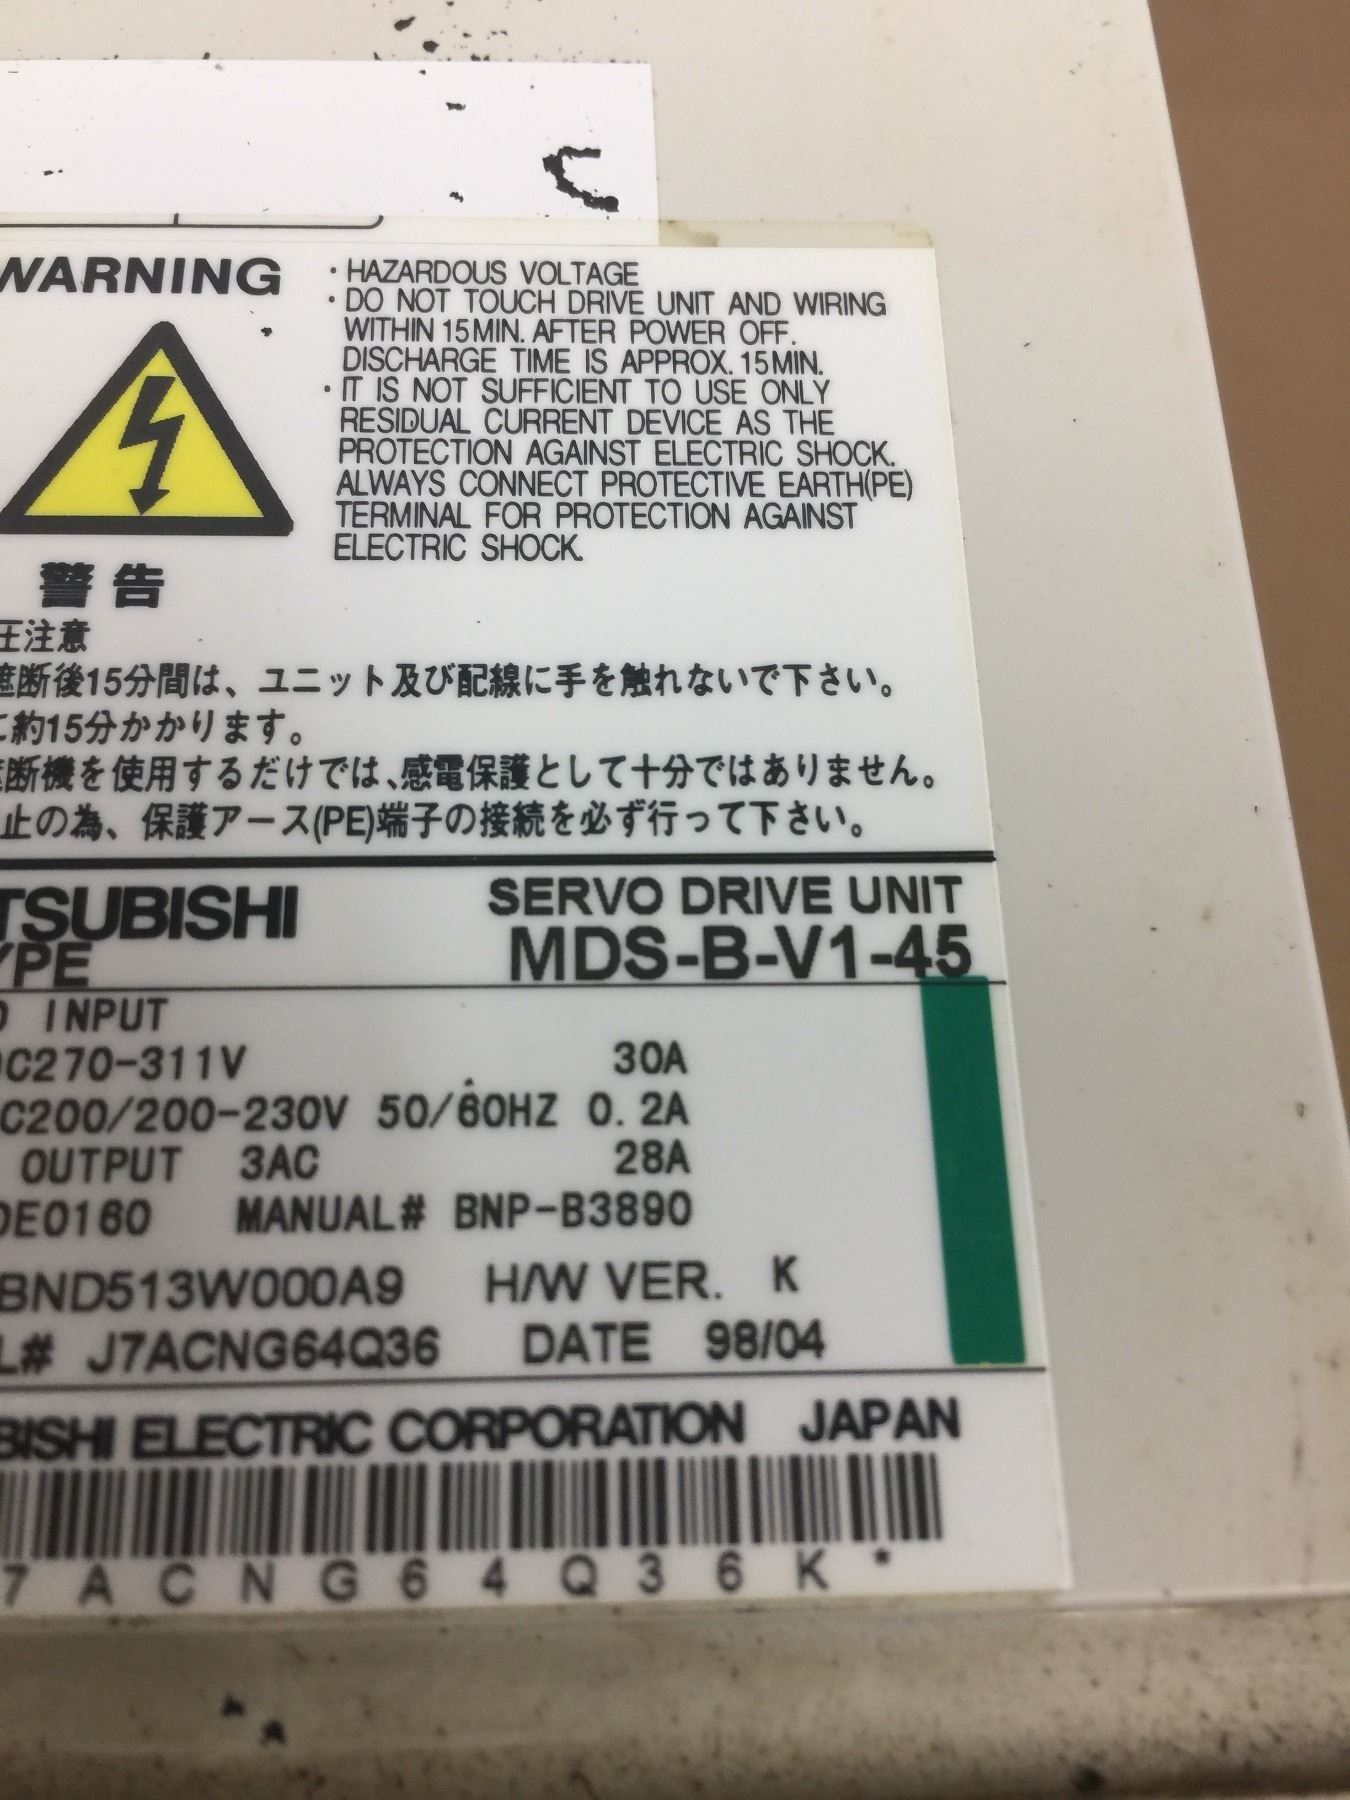 WARNING
・HAZARDOUS VOLTAGE
・DO NOT TOUCH DRIVE UNIT AND WIRING
WITHIN 15MIN. AFTER POWER OFF.
DISCHARGE TIME IS APPROX. 15MIN.
・IT IS NOT SUFFICIENT TO USE ONLY
RESIDUAL CURRENT DEVICE AS THE
PROTECTION AGAINST ELECTRIC SHOCK.
ALWAYS CONNECT PROTECTIVE EARTH(PE)
TERMINAL FOR PROTECTION AGAINST
ELECTRIC SHOCK.
警告
圧注意
遮断後15分間は、ユニット及び配線に手を触れないで下さい。
に約15分かかります。
断機を使用するだけでは、感電保護として十分ではありません。
止の為、保護アース(PE)端子の接続を必ず行って下さい。
TSUBISHI SERVO DRIVE UNIT
YPE MDS-B-V1-45
INPUT
DC270-311V 30A
C200/200-230V 50/60HZ 0.2A
OUTPUT 3AC 28A
DE0160 MANUAL# BNP-B3890
BND513W000A9 H/W VER. K
L# J7ACNG64Q36 DATE 98/04
BISHI ELECTRIC CORPORATION JAPAN
7ACNG64Q36K*